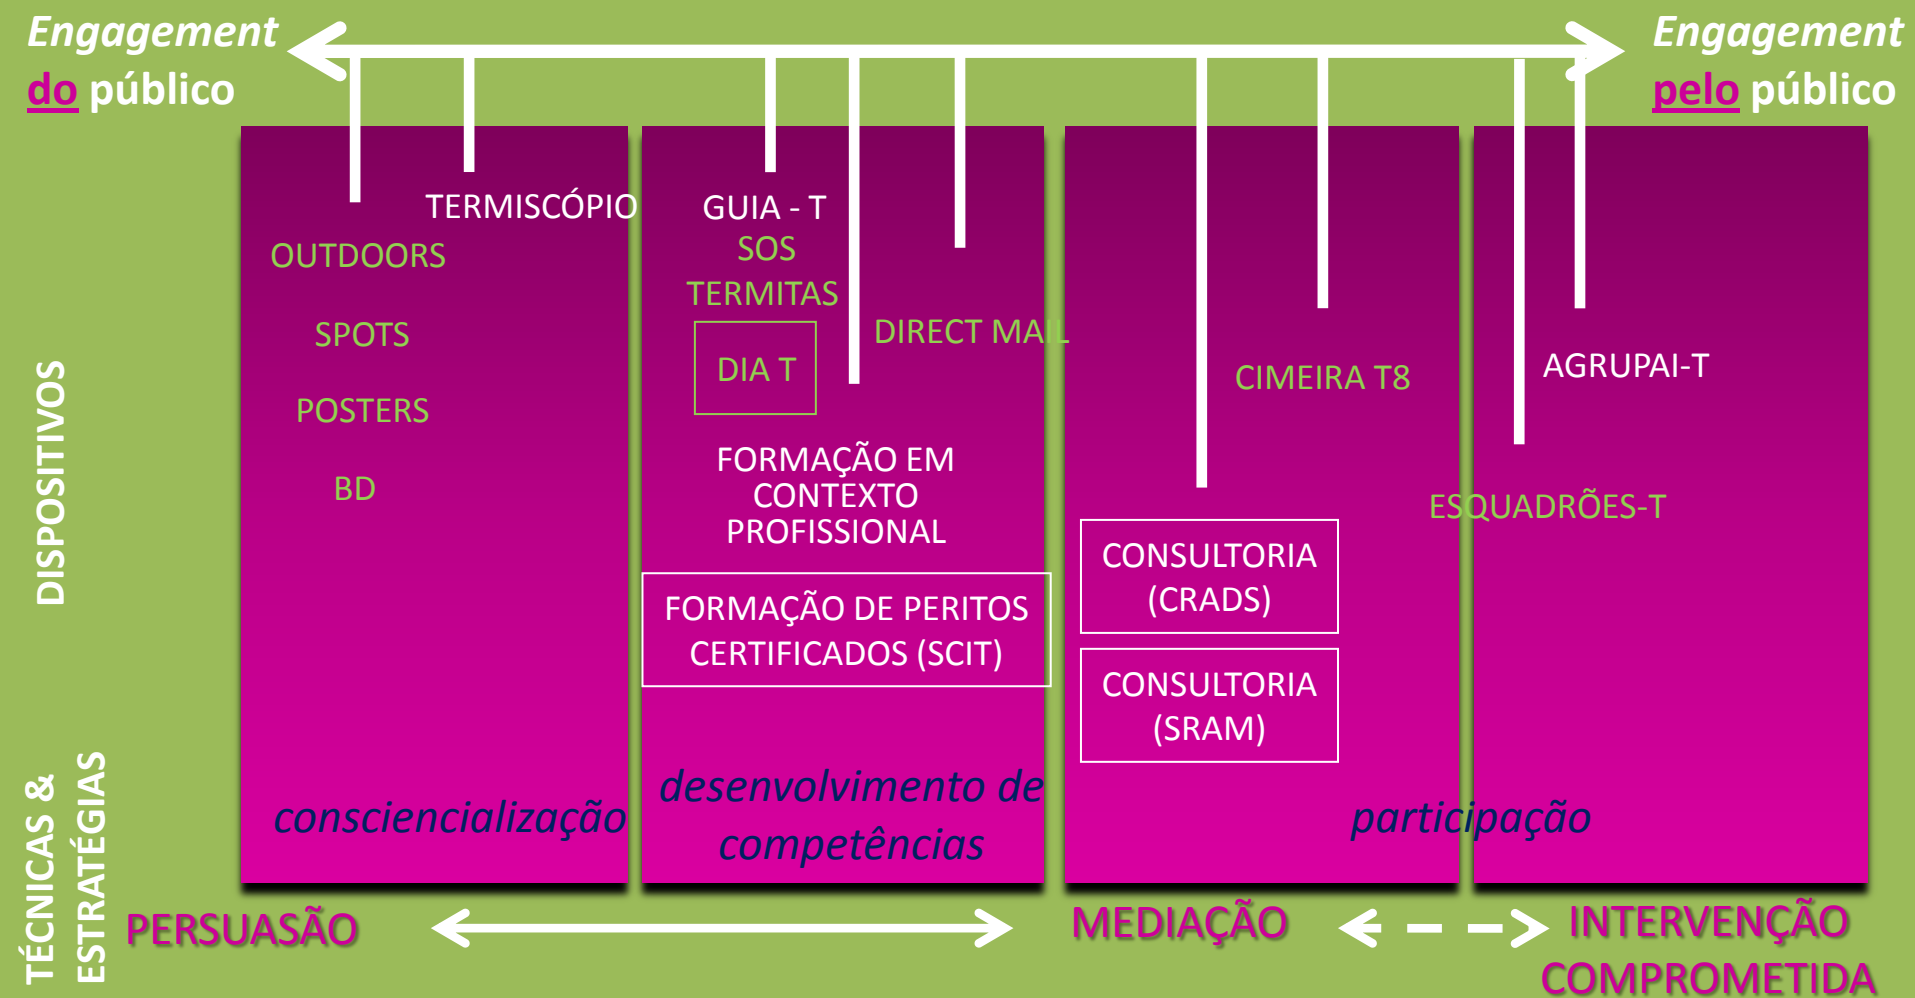 Engagement
do público
Engagement
pelo público
DISPOSITIVOS
TERMISCÓPIO
OUTDOORS
SPOTS
POSTERS
BD
GUIA - T
SOS
TERMITAS
DIA T
DIRECT MAIL
FORMAÇÃO EM
CONTEXTO
PROFISSIONAL
FORMAÇÃO DE PERITOS
CERTIFICADOS (SCIT)
CIMEIRA T8
CONSULTORIA
(CRADS)
CONSULTORIA
(SRAM)
AGRUPAI-T
ESQUADRÕES-T
TÉCNICAS &
ESTRATÉGIAS
consciencialização
desenvolvimento de
competências
participação
PERSUASÃO
MEDIAÇÃO
INTERVENÇÃO
COMPROMETIDA